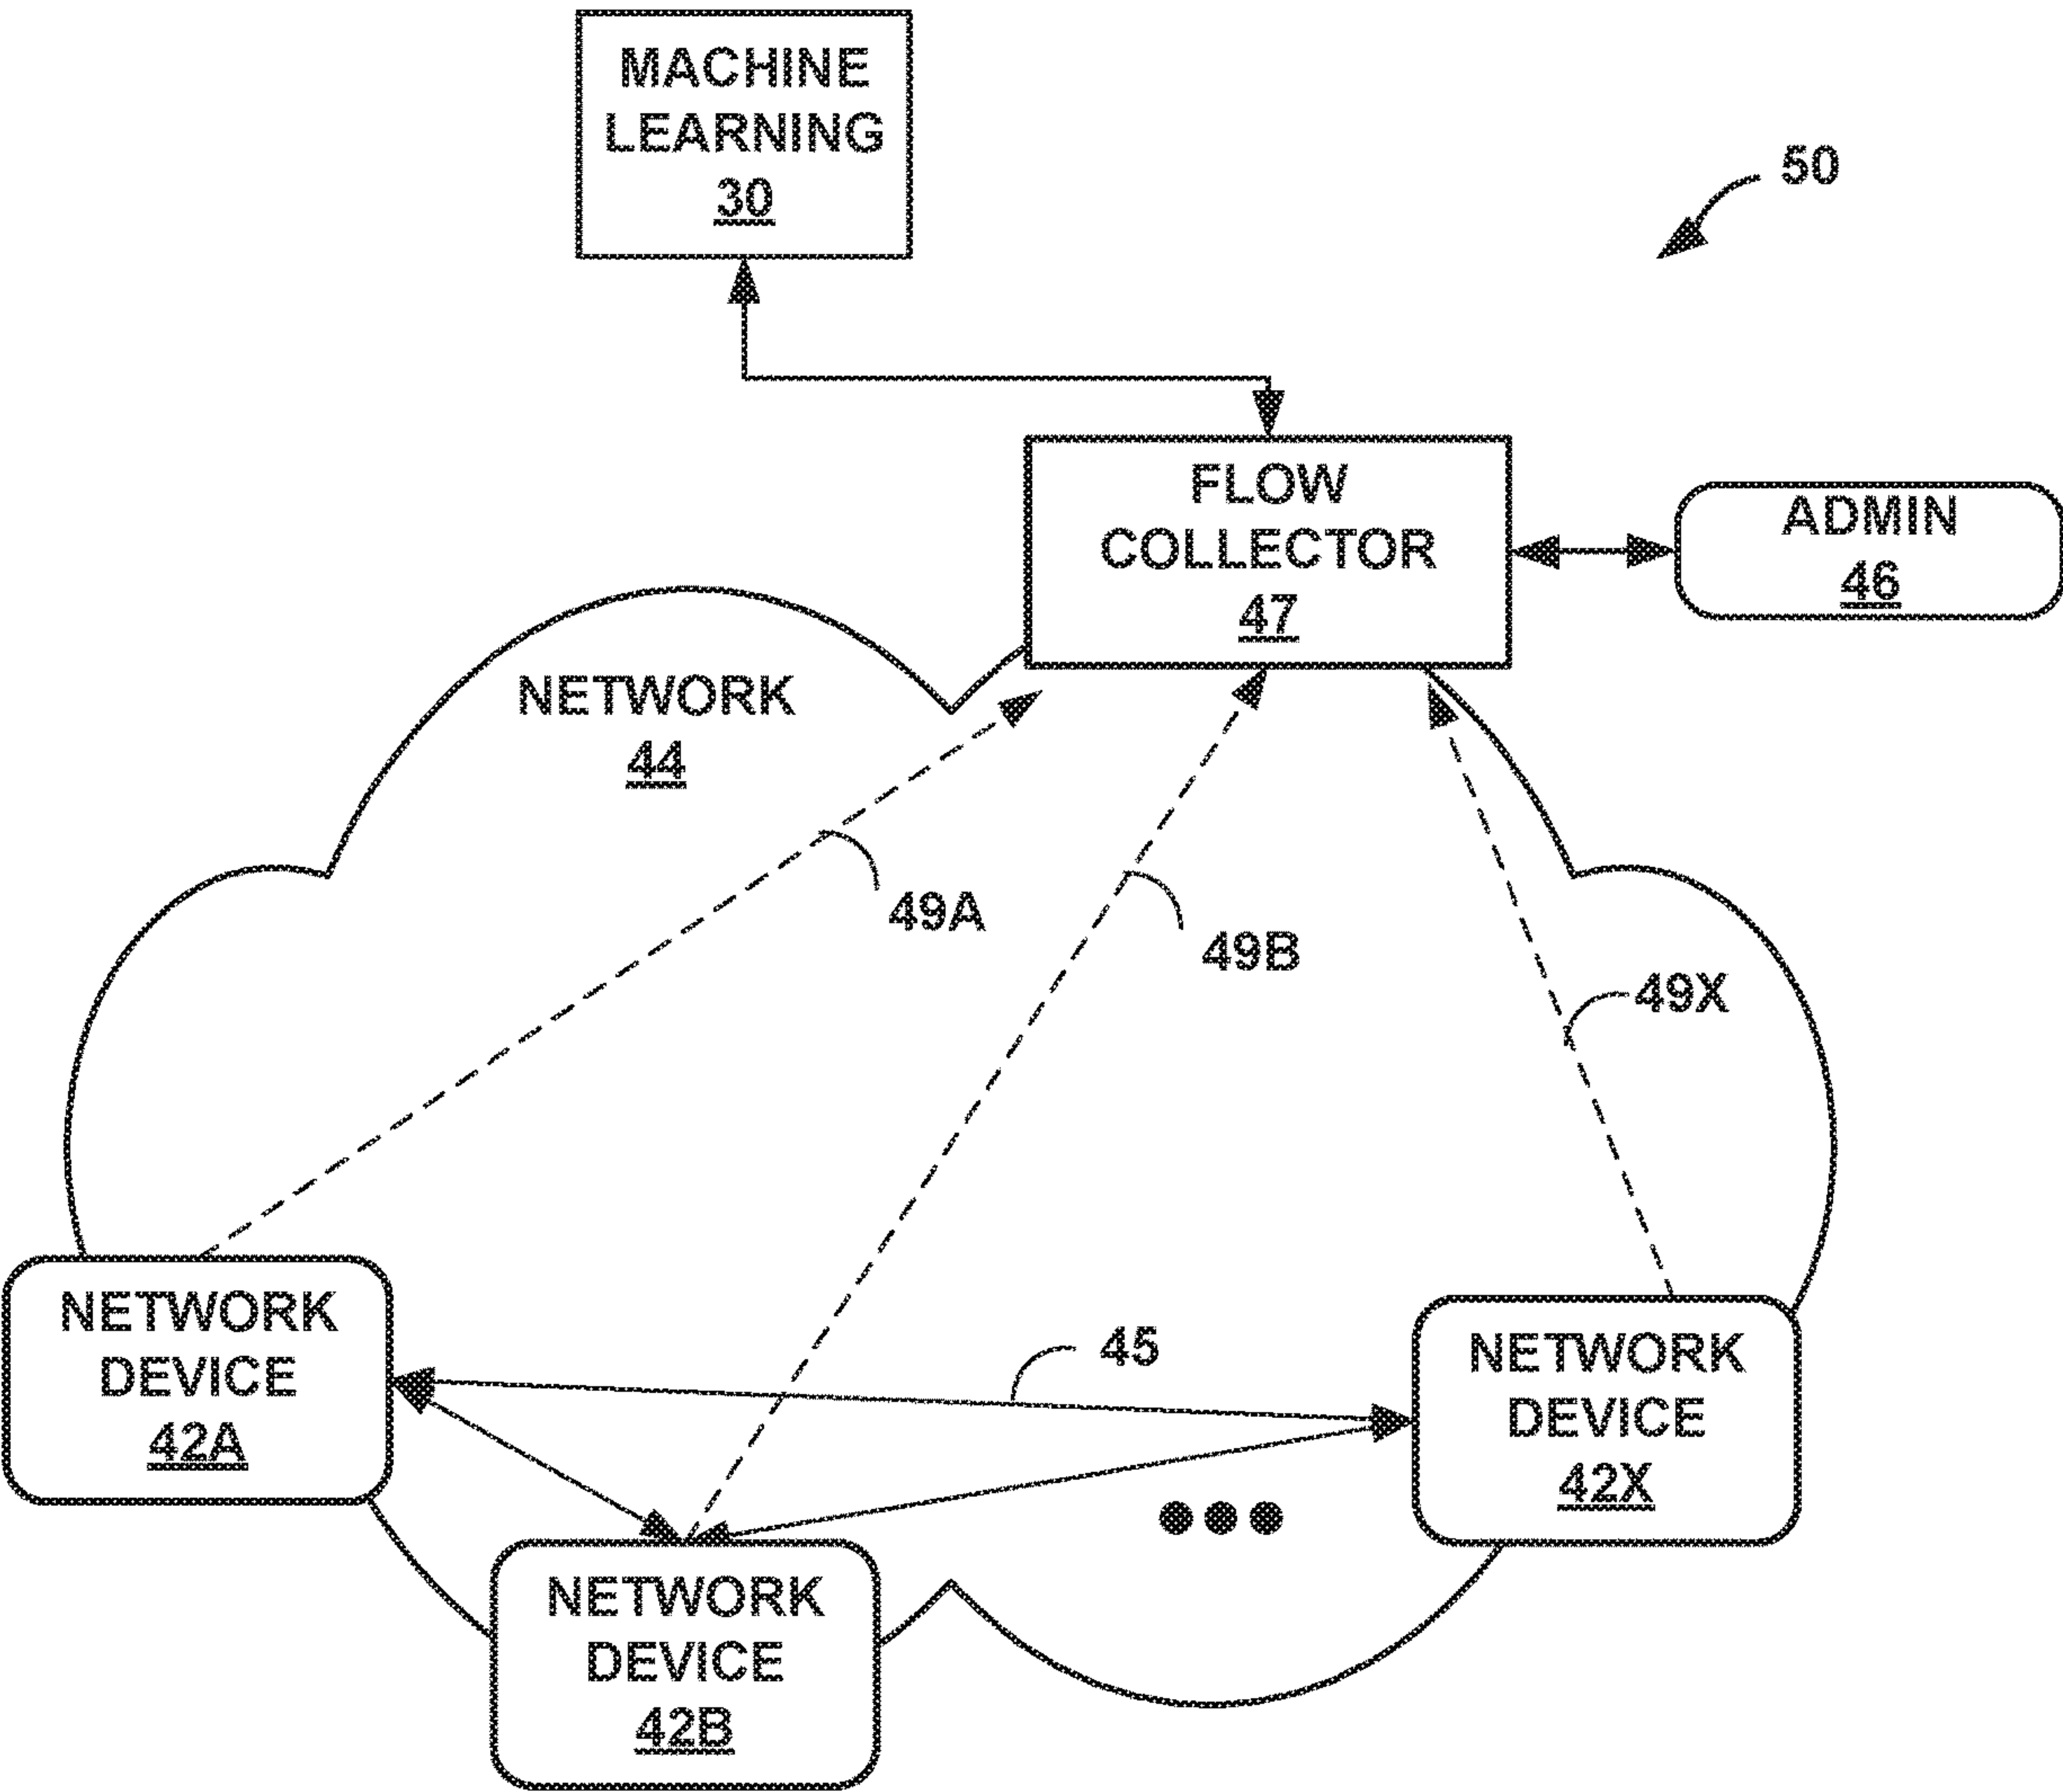 MACHINE
LEARNING
30
50
FLOW
COLLECTOR
47
ADMIN
46
NETWORK
44
49A
49B
49X
NETWORK
DEVICE
42A
45
NETWORK
DEVICE
42X
NETWORK
DEVICE
42B